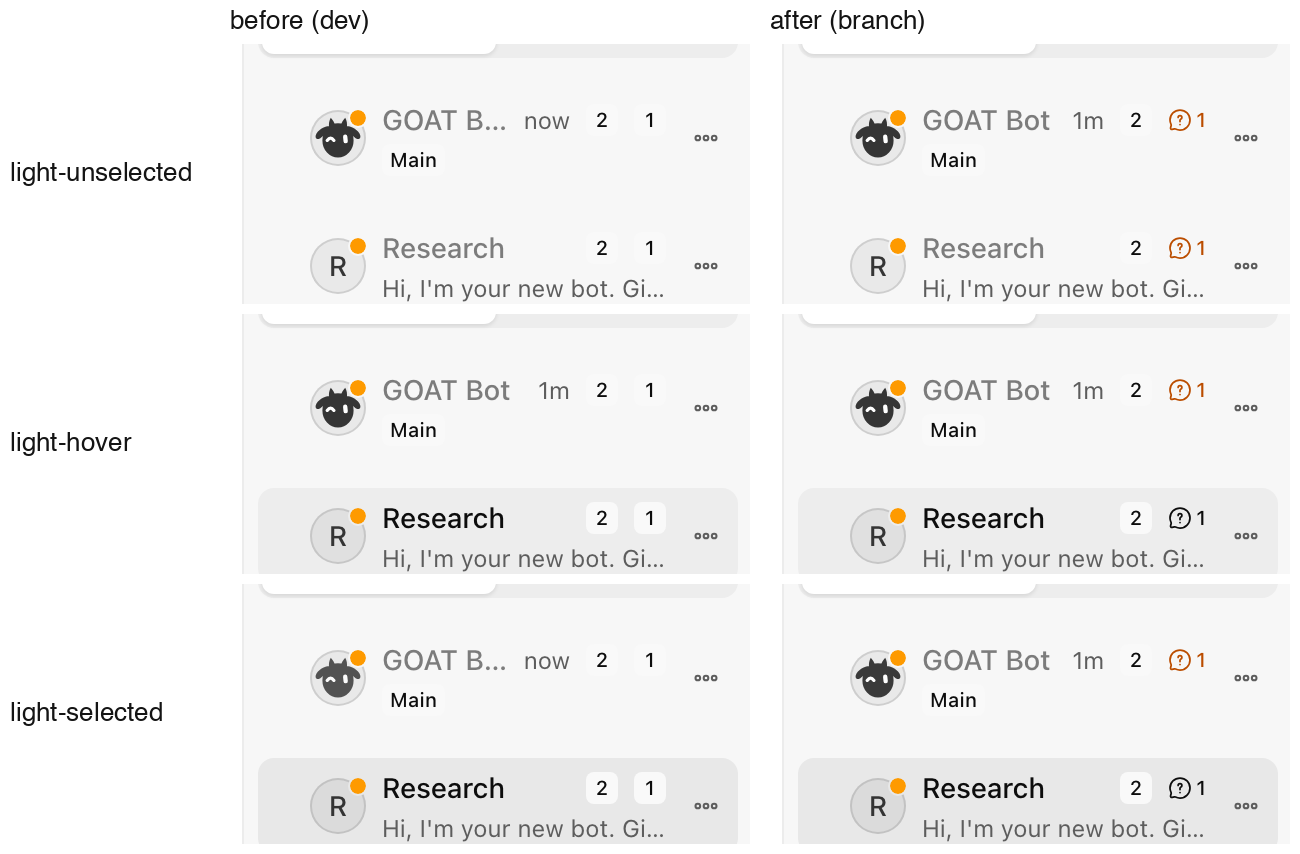 before (dev) after (branch)
light-unselected
GOAT B... now 2 1
Main
R Research 2 1
Hi, I'm your new bot. Gi...
GOAT Bot 1m 2 ? 1
Main
R Research 2 ? 1
Hi, I'm your new bot. Gi...
light-hover
GOAT Bot 1m 2 1
Main
R Research 2 1
Hi, I'm your new bot. Gi...
GOAT Bot 1m 2 ? 1
Main
R Research 2 ? 1
Hi, I'm your new bot. Gi...
light-selected
GOAT B... now 2 1
Main
R Research 2 1
Hi, I'm your new bot. Gi...
GOAT Bot 1m 2 ? 1
Main
R Research 2 ? 1
Hi, I'm your new bot. Gi...